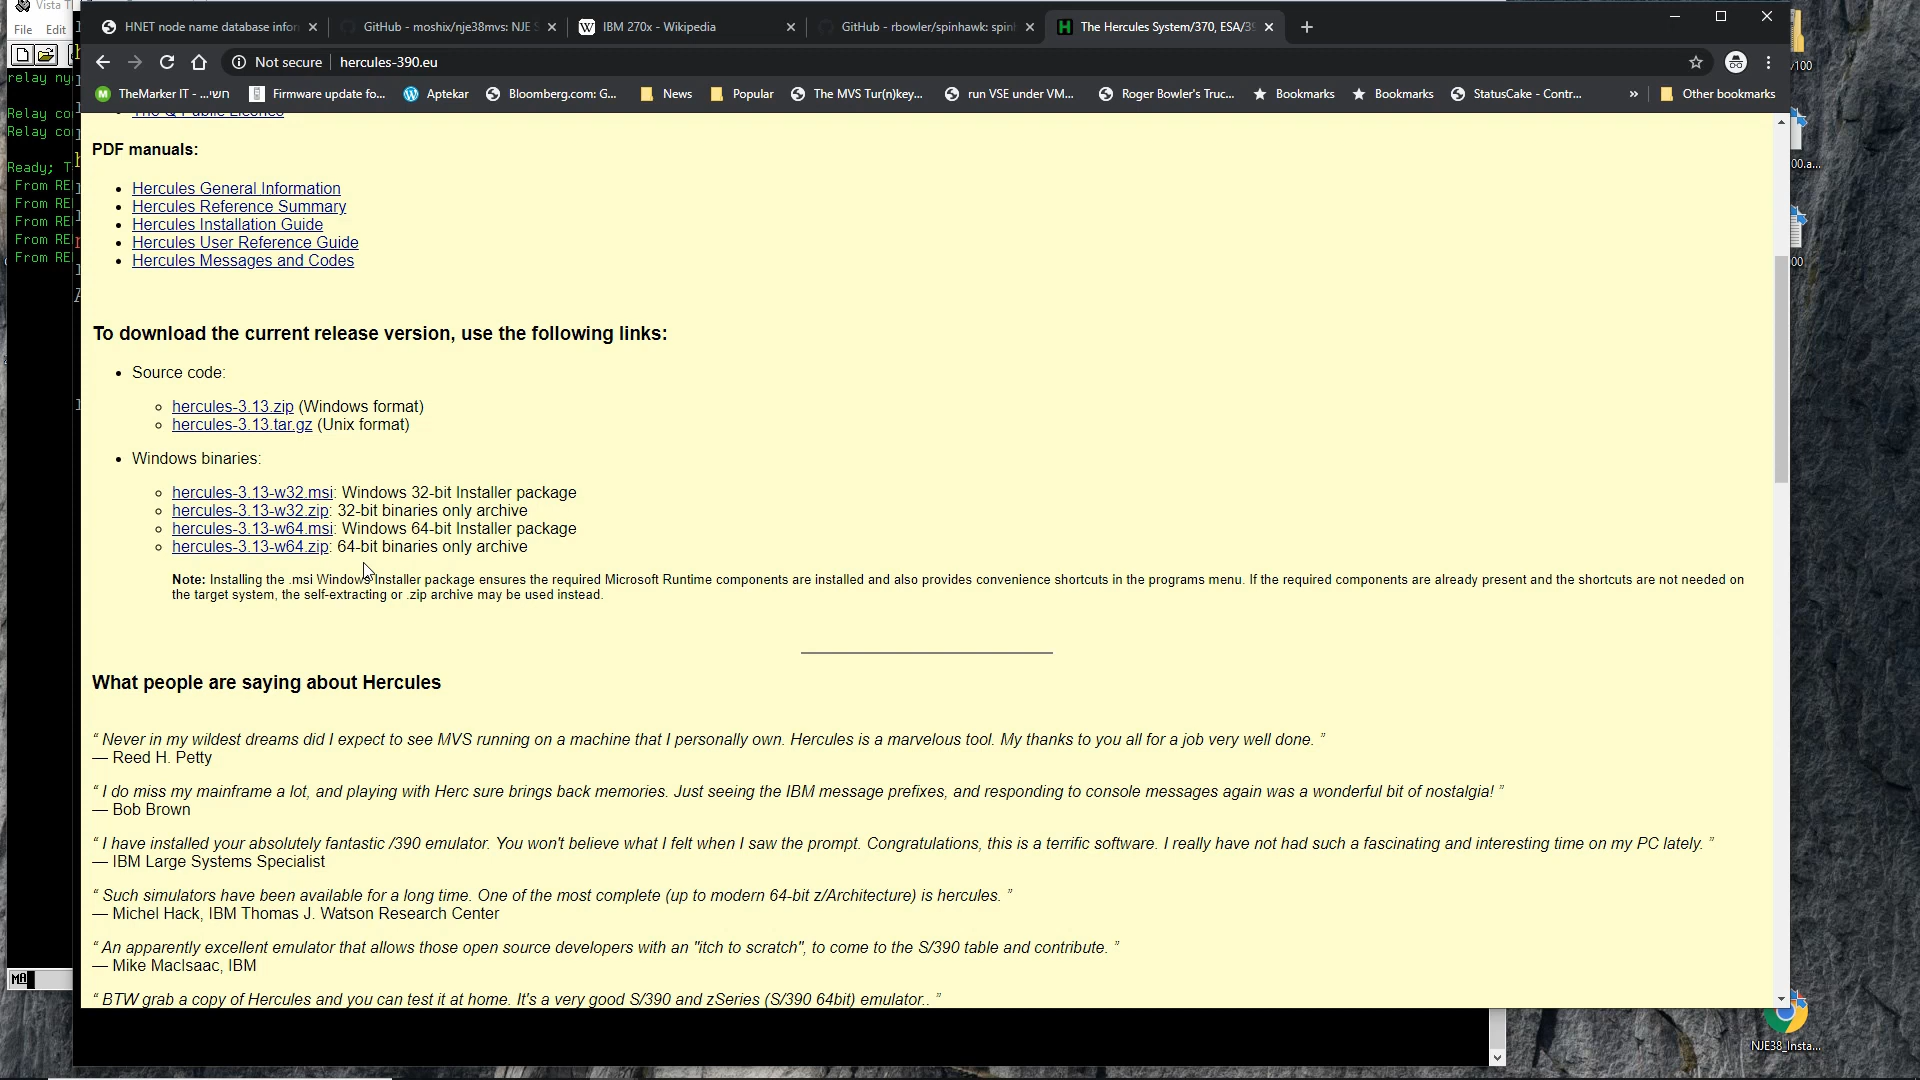 Vista T
File Edit
HNET node name database infor
GitHub - moshix/nje38mvs: NJE
IBM 270x - Wikipedia
GitHub - rbowler/spinhawk: spin
The Hercules System/370, ESA/39
Not secure
hercules-390.eu
TheMarker IT - ...חשי
Firmware update fo...
Aptekar
Bloomberg.com: G...
News
Popular
The MVS Tur(n)key...
run VSE under VM...
Roger Bowler's Truc...
Bookmarks
Bookmarks
StatusCake - Contr...
»
Other bookmarks
relay ny
Relay co
Relay co
Ready; T
From RE
From RE
From RE
From RE
From RE
MA
The Q Public Licence
PDF manuals:
Hercules General Information
Hercules Reference Summary
Hercules Installation Guide
Hercules User Reference Guide
Hercules Messages and Codes
To download the current release version, use the following links:
Source code:
hercules-3.13.zip (Windows format)
hercules-3.13.tar.gz (Unix format)
Windows binaries:
hercules-3.13-w32.msi: Windows 32-bit Installer package
hercules-3.13-w32.zip: 32-bit binaries only archive
hercules-3.13-w64.msi: Windows 64-bit Installer package
hercules-3.13-w64.zip: 64-bit binaries only archive
Note: Installing the .msi Windows Installer package ensures the required Microsoft Runtime components are installed and also provides convenience shortcuts in the programs menu. If the required components are already present and the shortcuts are not needed on
the target system, the self-extracting or .zip archive may be used instead.
What people are saying about Hercules
“ Never in my wildest dreams did I expect to see MVS running on a machine that I personally own. Hercules is a marvelous tool. My thanks to you all for a job very well done. ”
— Reed H. Petty
“ I do miss my mainframe a lot, and playing with Herc sure brings back memories. Just seeing the IBM message prefixes, and responding to console messages again was a wonderful bit of nostalgia! ”
— Bob Brown
“ I have installed your absolutely fantastic /390 emulator. You won't believe what I felt when I saw the prompt. Congratulations, this is a terrific software. I really have not had such a fascinating and interesting time on my PC lately. ”
— IBM Large Systems Specialist
“ Such simulators have been available for a long time. One of the most complete (up to modern 64-bit z/Architecture) is hercules. ”
— Michel Hack, IBM Thomas J. Watson Research Center
“ An apparently excellent emulator that allows those open source developers with an "itch to scratch", to come to the S/390 table and contribute. ”
— Mike MacIsaac, IBM
“ BTW grab a copy of Hercules and you can test it at home. It's a very good S/390 and zSeries (S/390 64bit) emulator.. ”
/100
00.a...
00
NJE38_Insta...